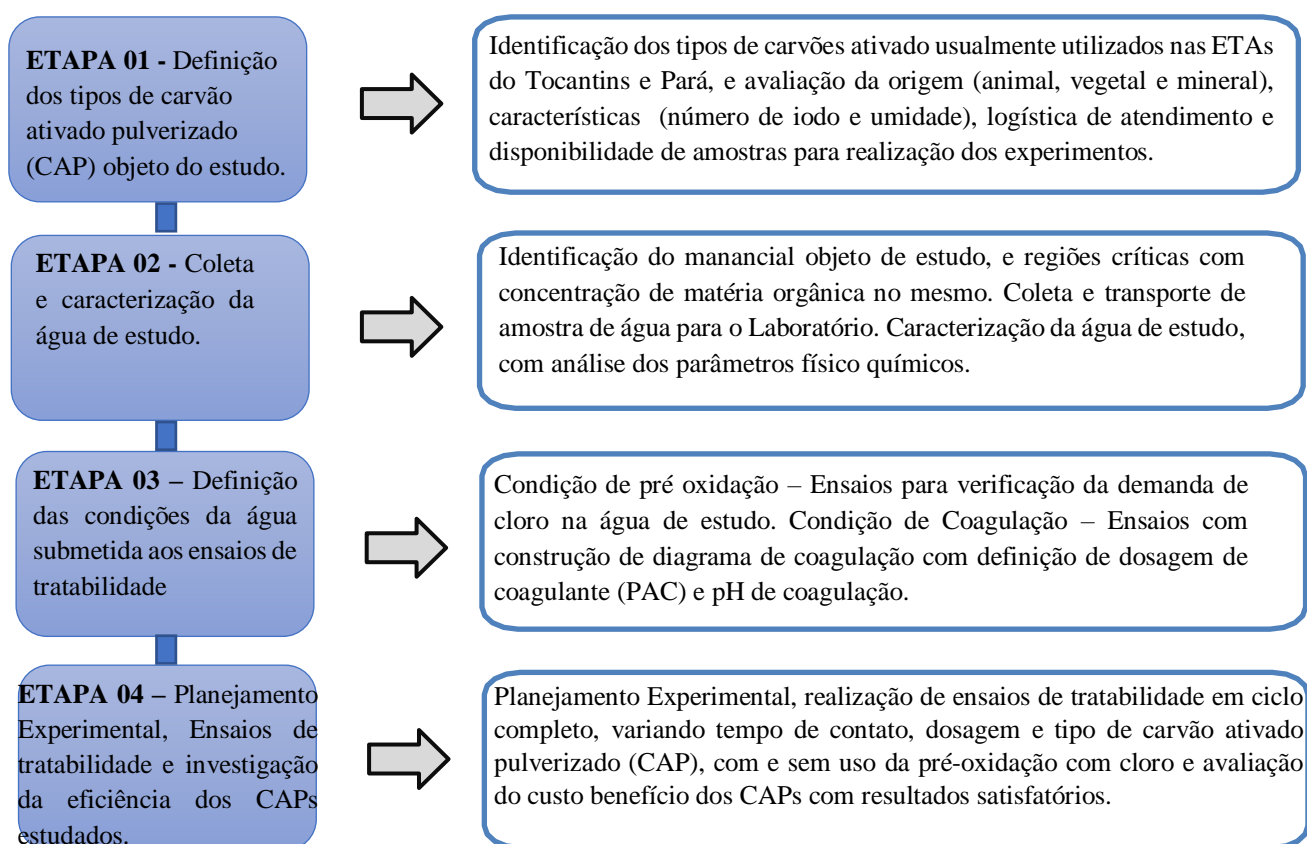 ETAPA 01 - Definição
dos tipos de carvão
ativado pulverizado
(CAP) objeto do estudo.
Identificação dos tipos de carvões ativado usualmente utilizados nas ETAs
do Tocantins e Pará, e avaliação da origem (animal, vegetal e mineral),
características (número de iodo e umidade), logística de atendimento e
disponibilidade de amostras para realização dos experimentos.
ETAPA 02 - Coleta
e caracterização da
água de estudo.
Identificação do manancial objeto de estudo, e regiões críticas com
concentração de matéria orgânica no mesmo. Coleta e transporte de
amostra de água para o Laboratório. Caracterização da água de estudo,
com análise dos parâmetros físico químicos.
ETAPA 03 – Definição
das condições da água
submetida aos ensaios de
tratabilidade
Condição de pré oxidação – Ensaios para verificação da demanda de
cloro na água de estudo. Condição de Coagulação – Ensaios com
construção de diagrama de coagulação com definição de dosagem de
coagulante (PAC) e pH de coagulação.
ETAPA 04 – Planejamento
Experimental, Ensaios de
tratabilidade e investigação
da eficiência dos CAPs
estudados.
Planejamento Experimental, realização de ensaios de tratabilidade em ciclo
completo, variando tempo de contato, dosagem e tipo de carvão ativado
pulverizado (CAP), com e sem uso da pré-oxidação com cloro e avaliação
do custo benefício dos CAPs com resultados satisfatórios.